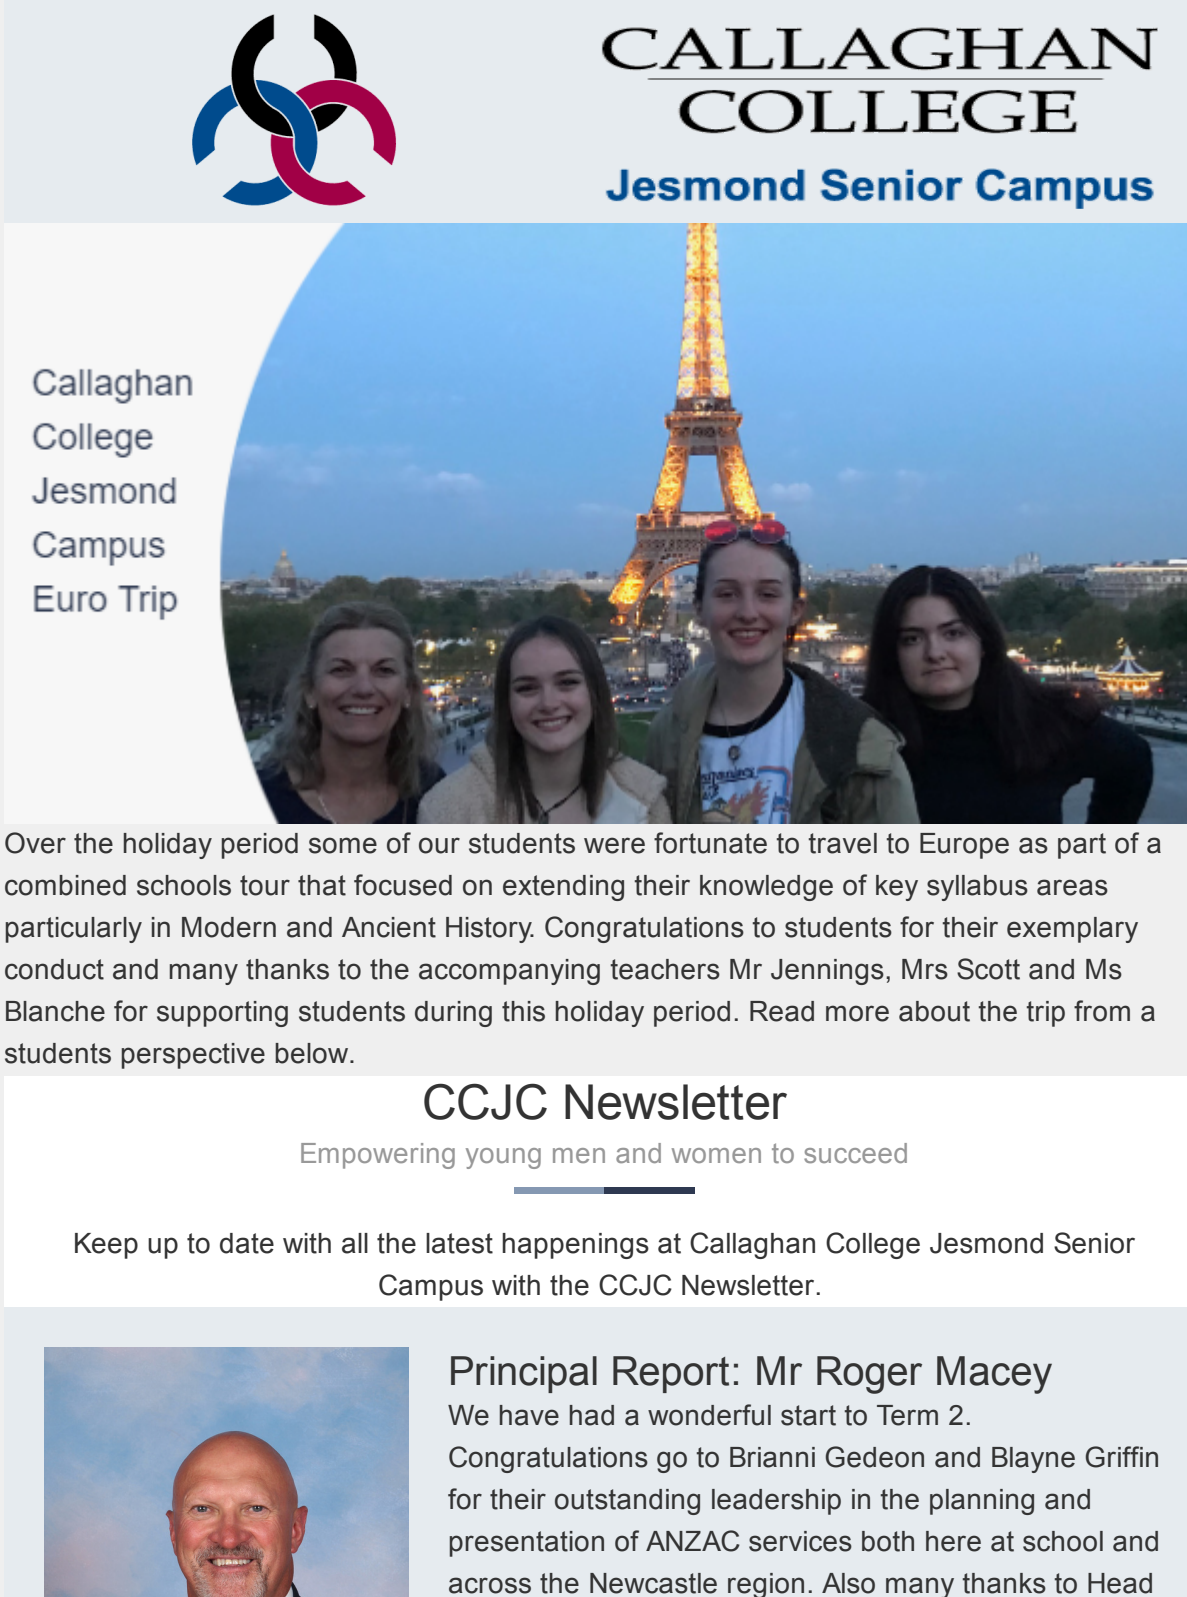 CALLAGHAN
COLLEGE
Jesmond Senior Campus
Callaghan
College
Jesmond
Campus
Euro Trip
Over the holiday period some of our students were fortunate to travel to Europe as part of a
combined schools tour that focused on extending their knowledge of key syllabus areas
particularly in Modern and Ancient History. Congratulations to students for their exemplary
conduct and many thanks to the accompanying teachers Mr Jennings, Mrs Scott and Ms
Blanche for supporting students during this holiday period. Read more about the trip from a
students perspective below.
CCJC Newsletter
Empowering young men and women to succeed
Keep up to date with all the latest happenings at Callaghan College Jesmond Senior
Campus with the CCJC Newsletter.
Principal Report: Mr Roger Macey
We have had a wonderful start to Term 2.
Congratulations go to Brianni Gedeon and Blayne Griffin
for their outstanding leadership in the planning and
presentation of ANZAC services both here at school and
across the Newcastle region. Also many thanks to Head